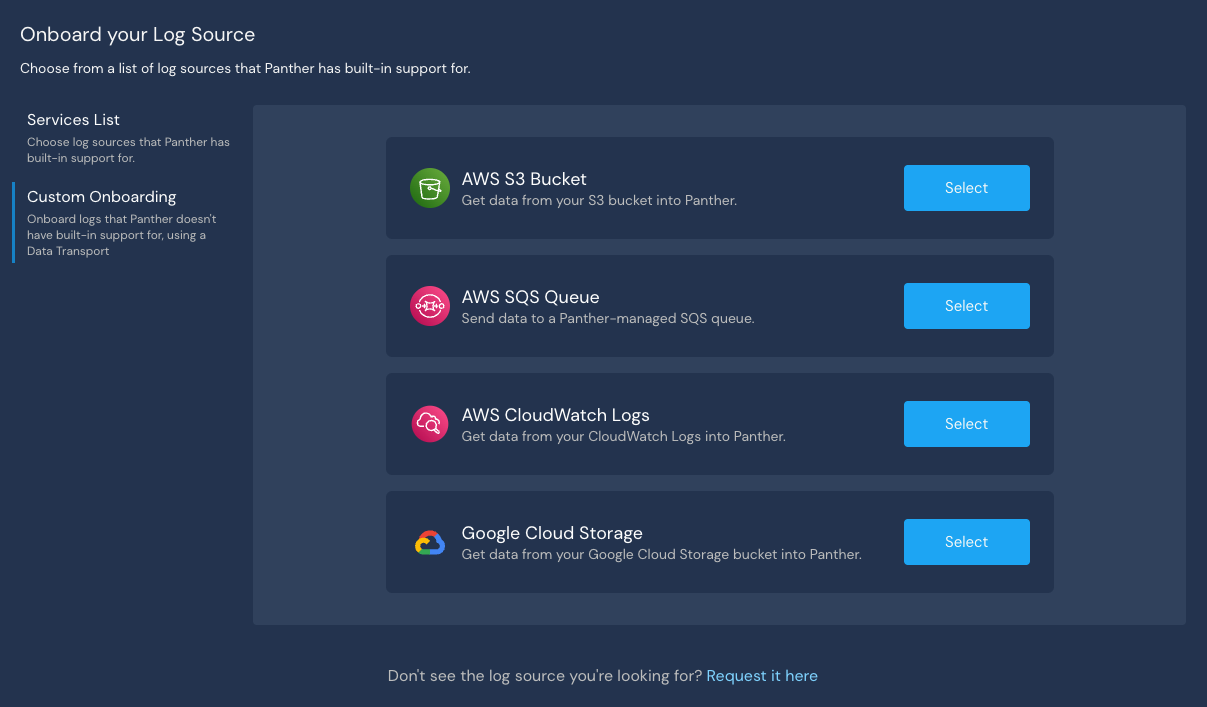 Onboard your Log Source
Choose from a list of log sources that Panther has built-in support for.
Services List
Choose log sources that Panther has
built-in support for.
Custom Onboarding
Onboard logs that Panther doesn't
have built-in support for, using a
Data Transport
AWS S3 Bucket
Get data from your S3 bucket into Panther.
Select
AWS SQS Queue
Send data to a Panther-managed SQS queue.
Select
AWS CloudWatch Logs
Get data from your CloudWatch Logs into Panther.
Select
Google Cloud Storage
Get data from your Google Cloud Storage bucket into Panther.
Select
Don't see the log source you're looking for? Request it here